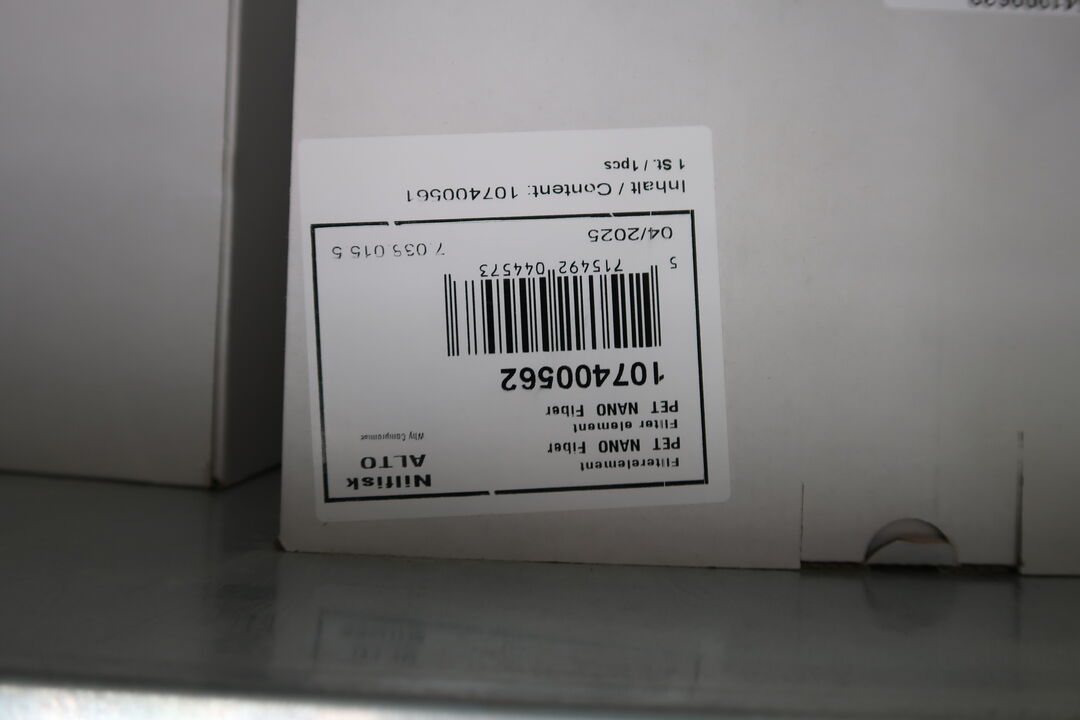 Nilfisk
ALTO
Why Compromise
Filterelement
PET NANO Fiber
Filter element
PET NANO Fiber
107400562
5 715492 044573
04/2025
7.039.015.5
Inhalt / Content: 107400561
1 St. / 1pcs